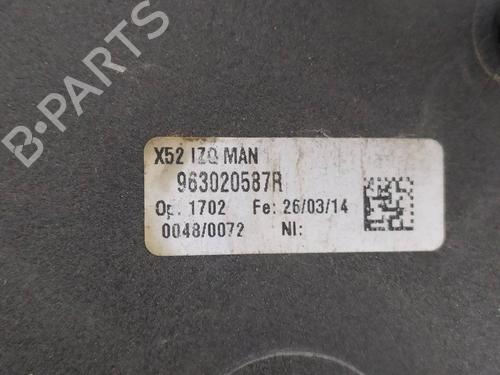 B-PARTS
X52 IZQ MAN
963020587R
Op. 1702 Fe: 26/03/14
0048/0072 NI: